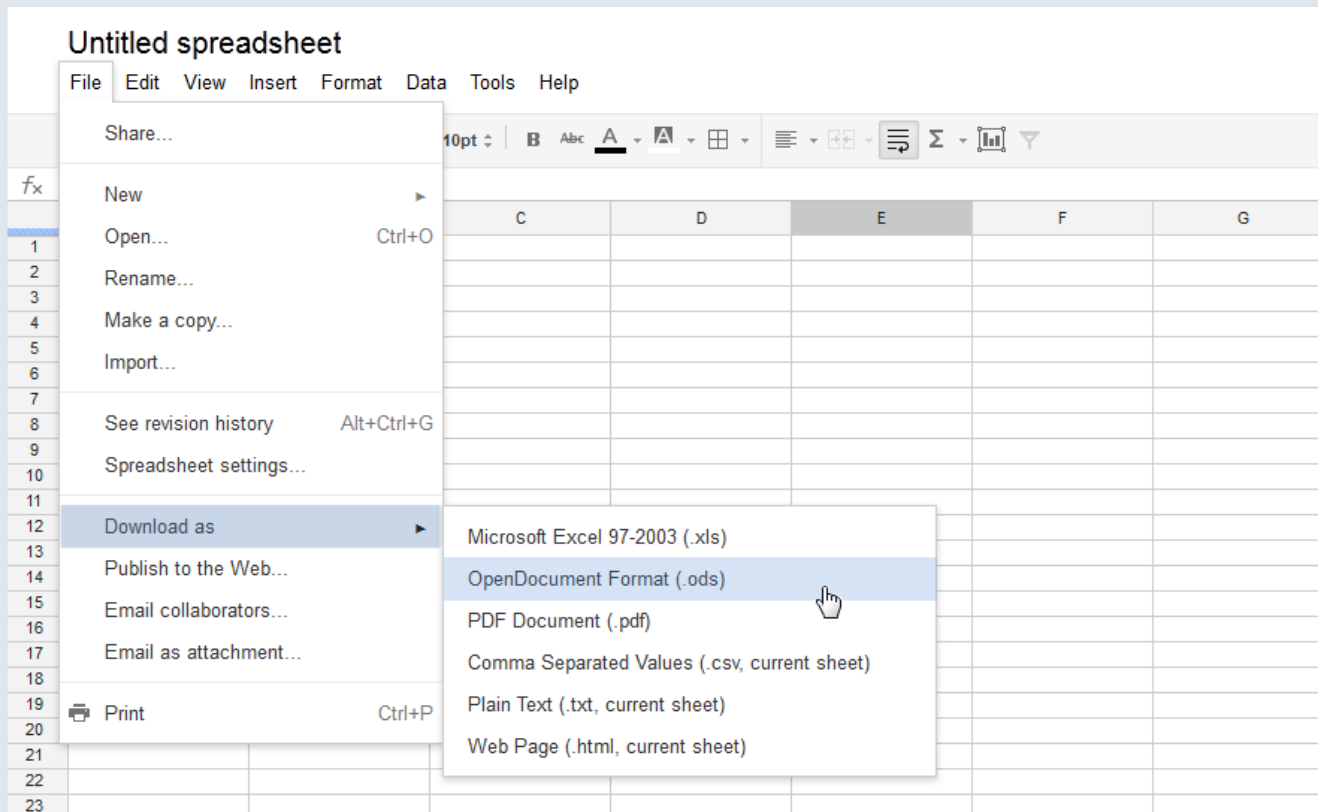 Untitled spreadsheet
File Edit View Insert Format Data Tools Help
10pt B Abc A A Σ
fx
Share...
New
Open... Ctrl+O
Rename...
Make a copy...
Import...
See revision history Alt+Ctrl+G
Spreadsheet settings...
Download as
Publish to the Web...
Email collaborators...
Email as attachment...
Print Ctrl+P
Microsoft Excel 97-2003 (.xls)
OpenDocument Format (.ods)
PDF Document (.pdf)
Comma Separated Values (.csv, current sheet)
Plain Text (.txt, current sheet)
Web Page (.html, current sheet)
C D E F G
1
2
3
4
5
6
7
8
9
10
11
12
13
14
15
16
17
18
19
20
21
22
23